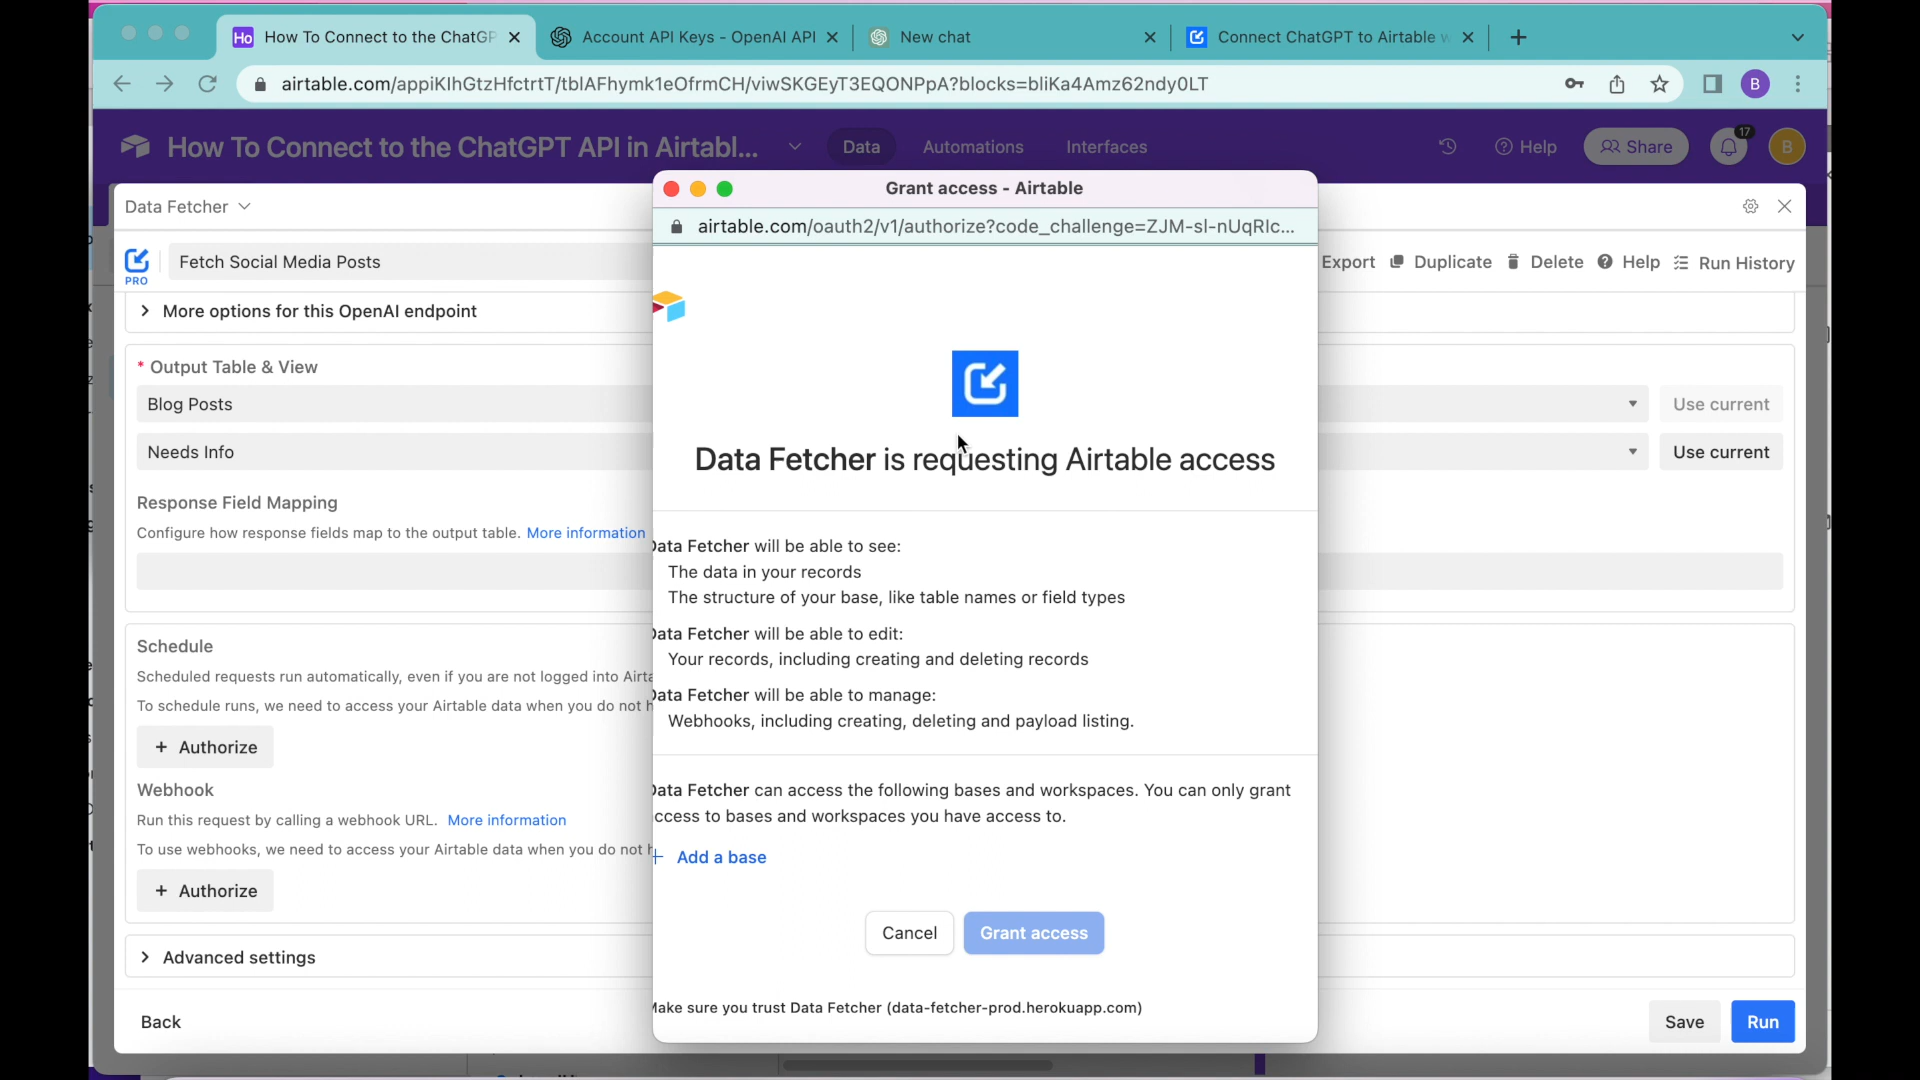 How To Connect to the ChatGP
Account API Keys - OpenAI API
New chat
Connect ChatGPT to Airtable w
airtable.com/appiKIhGtzHfctrtT/tblAFhymk1eOfrmCH/viwSKGEyT3EQONPpA?blocks=bliKa4Amz62ndy0LT
B
How To Connect to the ChatGPT API in Airtabl...
Data
Automations
Interfaces
Help
Share
17
B
Grant access - Airtable
airtable.com/oauth2/v1/authorize?code_challenge=ZJM-sl-nUqRIc...
Data Fetcher
PRO
Fetch Social Media Posts
Export
Duplicate
Delete
Help
Run History
More options for this OpenAI endpoint
* Output Table & View
Blog Posts
Use current
Needs Info
Use current
Response Field Mapping
Configure how response fields map to the output table. More information
Schedule
Scheduled requests run automatically, even if you are not logged into Airta
To schedule runs, we need to access your Airtable data when you do not h
+ Authorize
Webhook
Run this request by calling a webhook URL. More information
To use webhooks, we need to access your Airtable data when you do not h
+ Authorize
Advanced settings
Back
Save
Run
Data Fetcher is requesting Airtable access
Data Fetcher will be able to see:
The data in your records
The structure of your base, like table names or field types
Data Fetcher will be able to edit:
Your records, including creating and deleting records
Data Fetcher will be able to manage:
Webhooks, including creating, deleting and payload listing.
Data Fetcher can access the following bases and workspaces. You can only grant
ccess to bases and workspaces you have access to.
+ Add a base
Cancel
Grant access
Make sure you trust Data Fetcher (data-fetcher-prod.herokuapp.com)